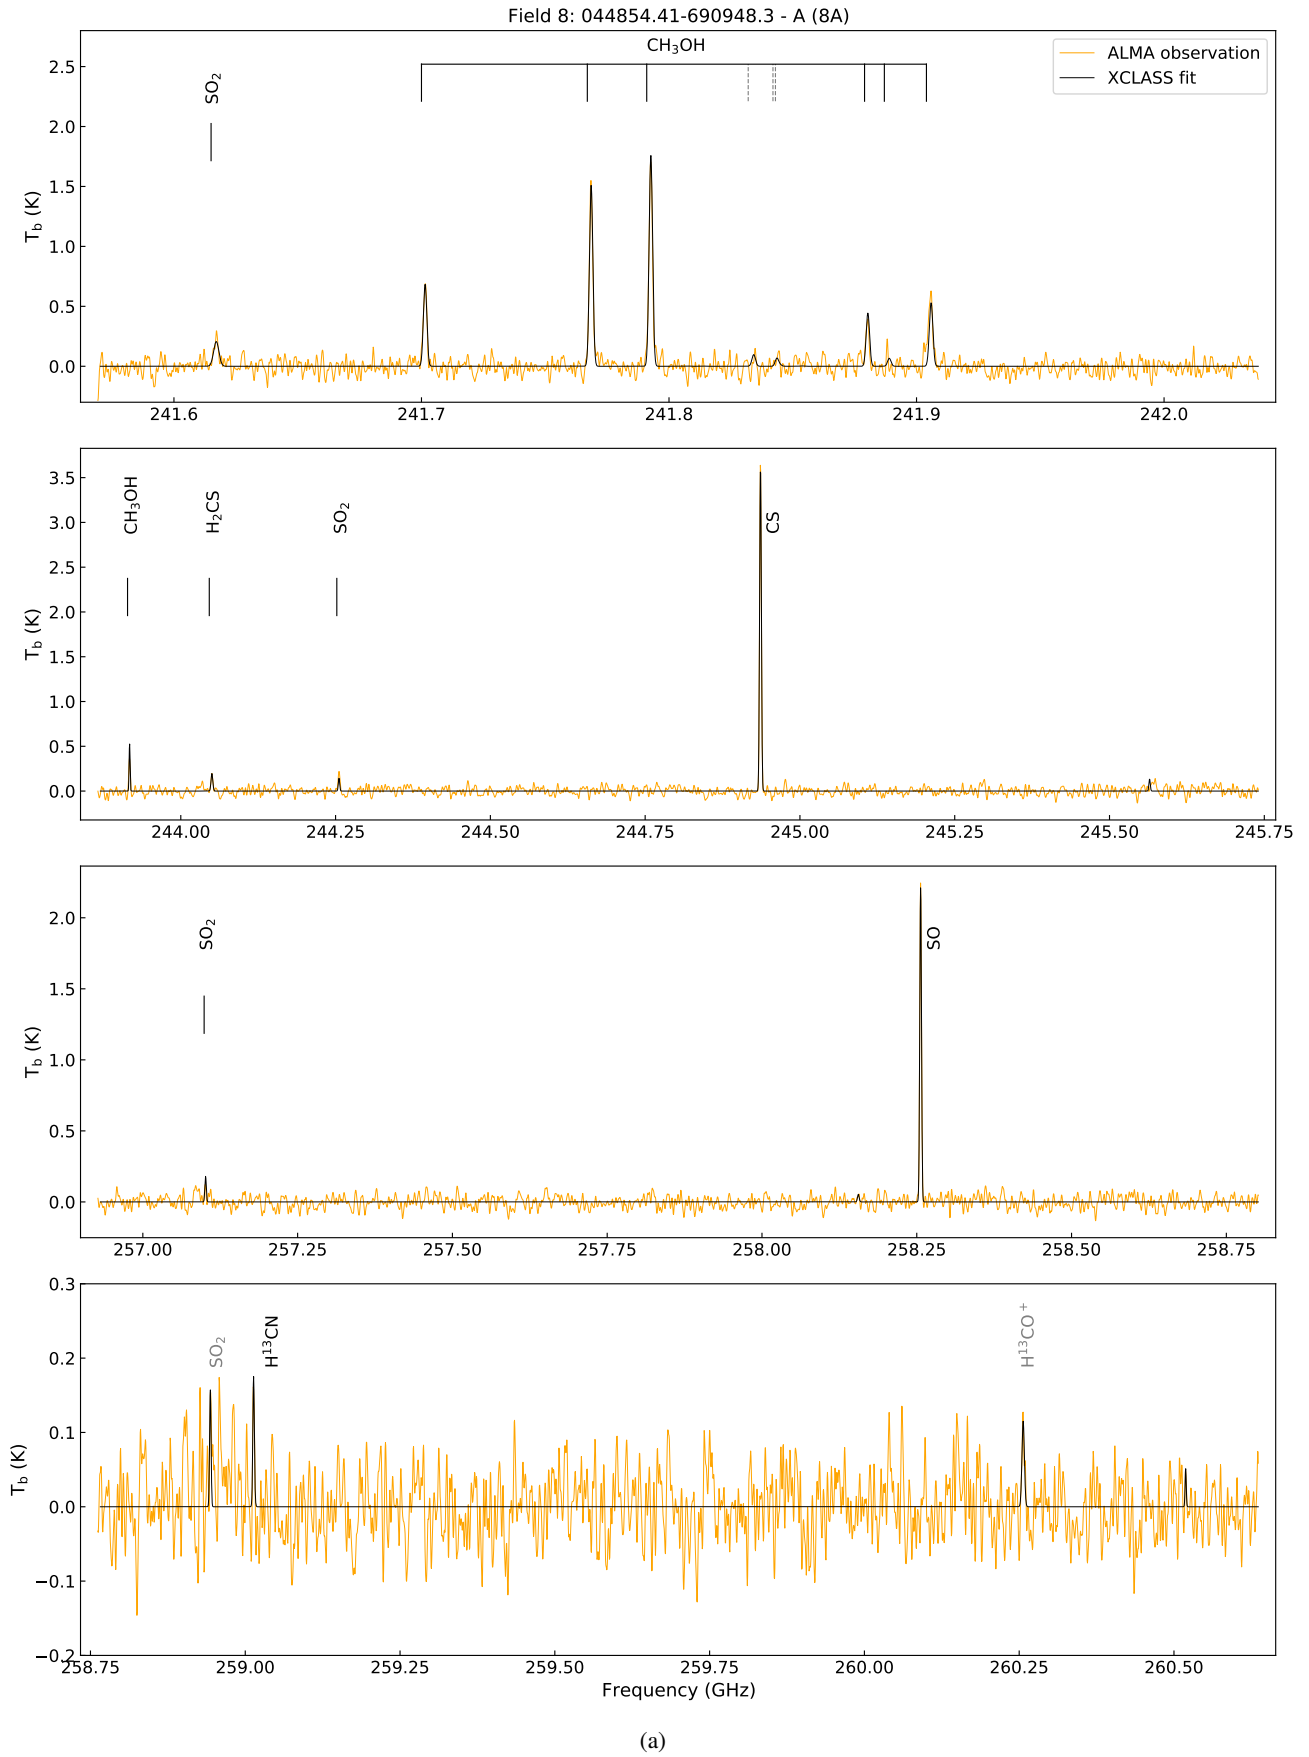 Field 8: 044854.41-690948.3 - A (8A)
CH₃OH
SO₂
ALMA observation
XCLASS fit
2.5
2.0
1.5
1.0
0.5
0.0
T_b (K)
241.6 241.7 241.8 241.9 242.0
CH₃OH
H₂CS
SO₂
CS
3.5
3.0
2.5
2.0
1.5
1.0
0.5
0.0
T_b (K)
244.00 244.25 244.50 244.75 245.00 245.25 245.50 245.75
SO₂
SO
2.0
1.5
1.0
0.5
0.0
T_b (K)
257.00 257.25 257.50 257.75 258.00 258.25 258.50 258.75
SO₂
H¹³CN
H¹³CO⁺
0.3
0.2
0.1
0.0
−0.1
−0.2
T_b (K)
258.75 259.00 259.25 259.50 259.75 260.00 260.25 260.50
Frequency (GHz)
(a)